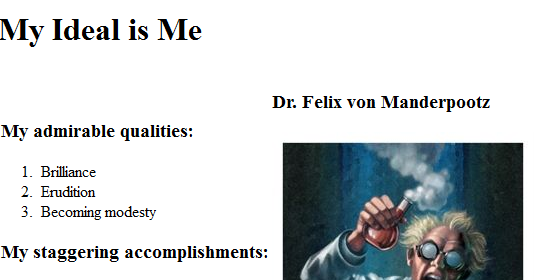 My Ideal is Me
Dr. Felix von Manderpootz
My admirable qualities:
1. Brilliance
2. Erudition
3. Becoming modesty
My staggering accomplishments: